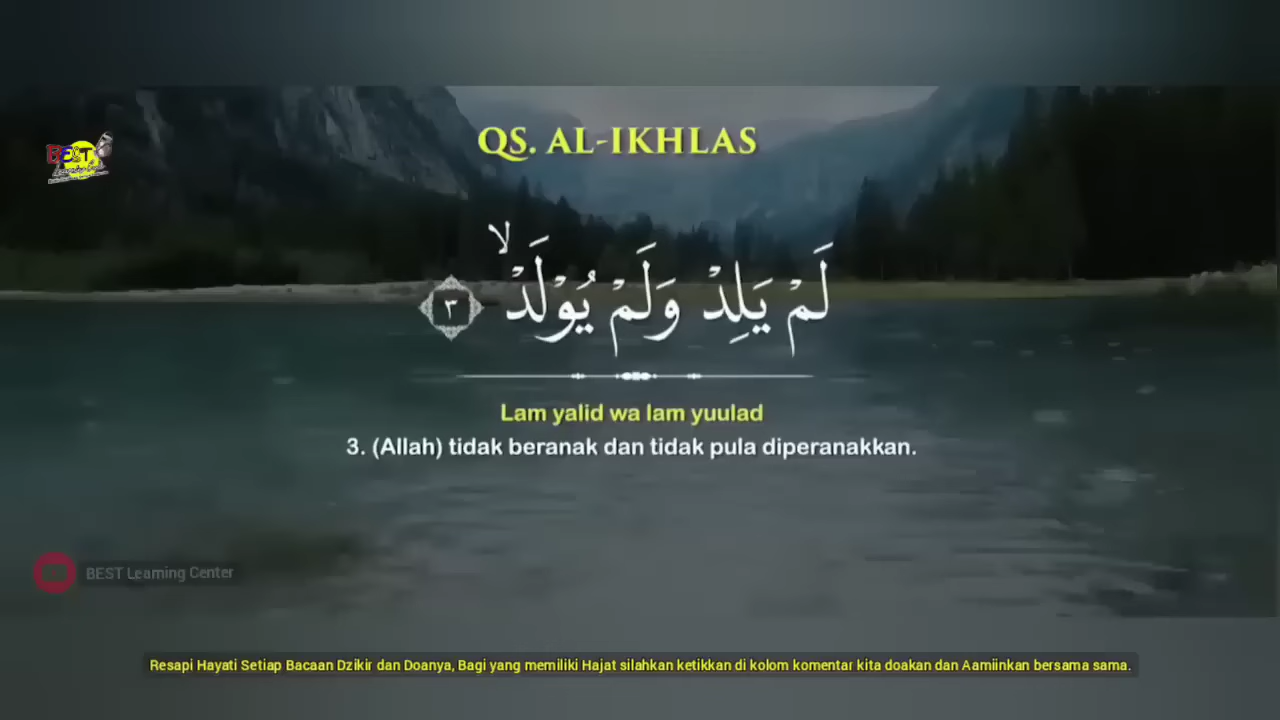 BEST
QS. AL-IKHLAS
لَمْ يَلِدْ وَلَمْ يُوْلَدْۙ ٣
Lam yalid wa lam yuulad
3. (Allah) tidak beranak dan tidak pula diperanakkan.
BEST Learning Center
Resapi Hayati Setiap Bacaan Dzikir dan Doanya, Bagi yang memiliki Hajat silahkan ketikkan di kolom komentar kita doakan dan Aamiinkan bersama sama.